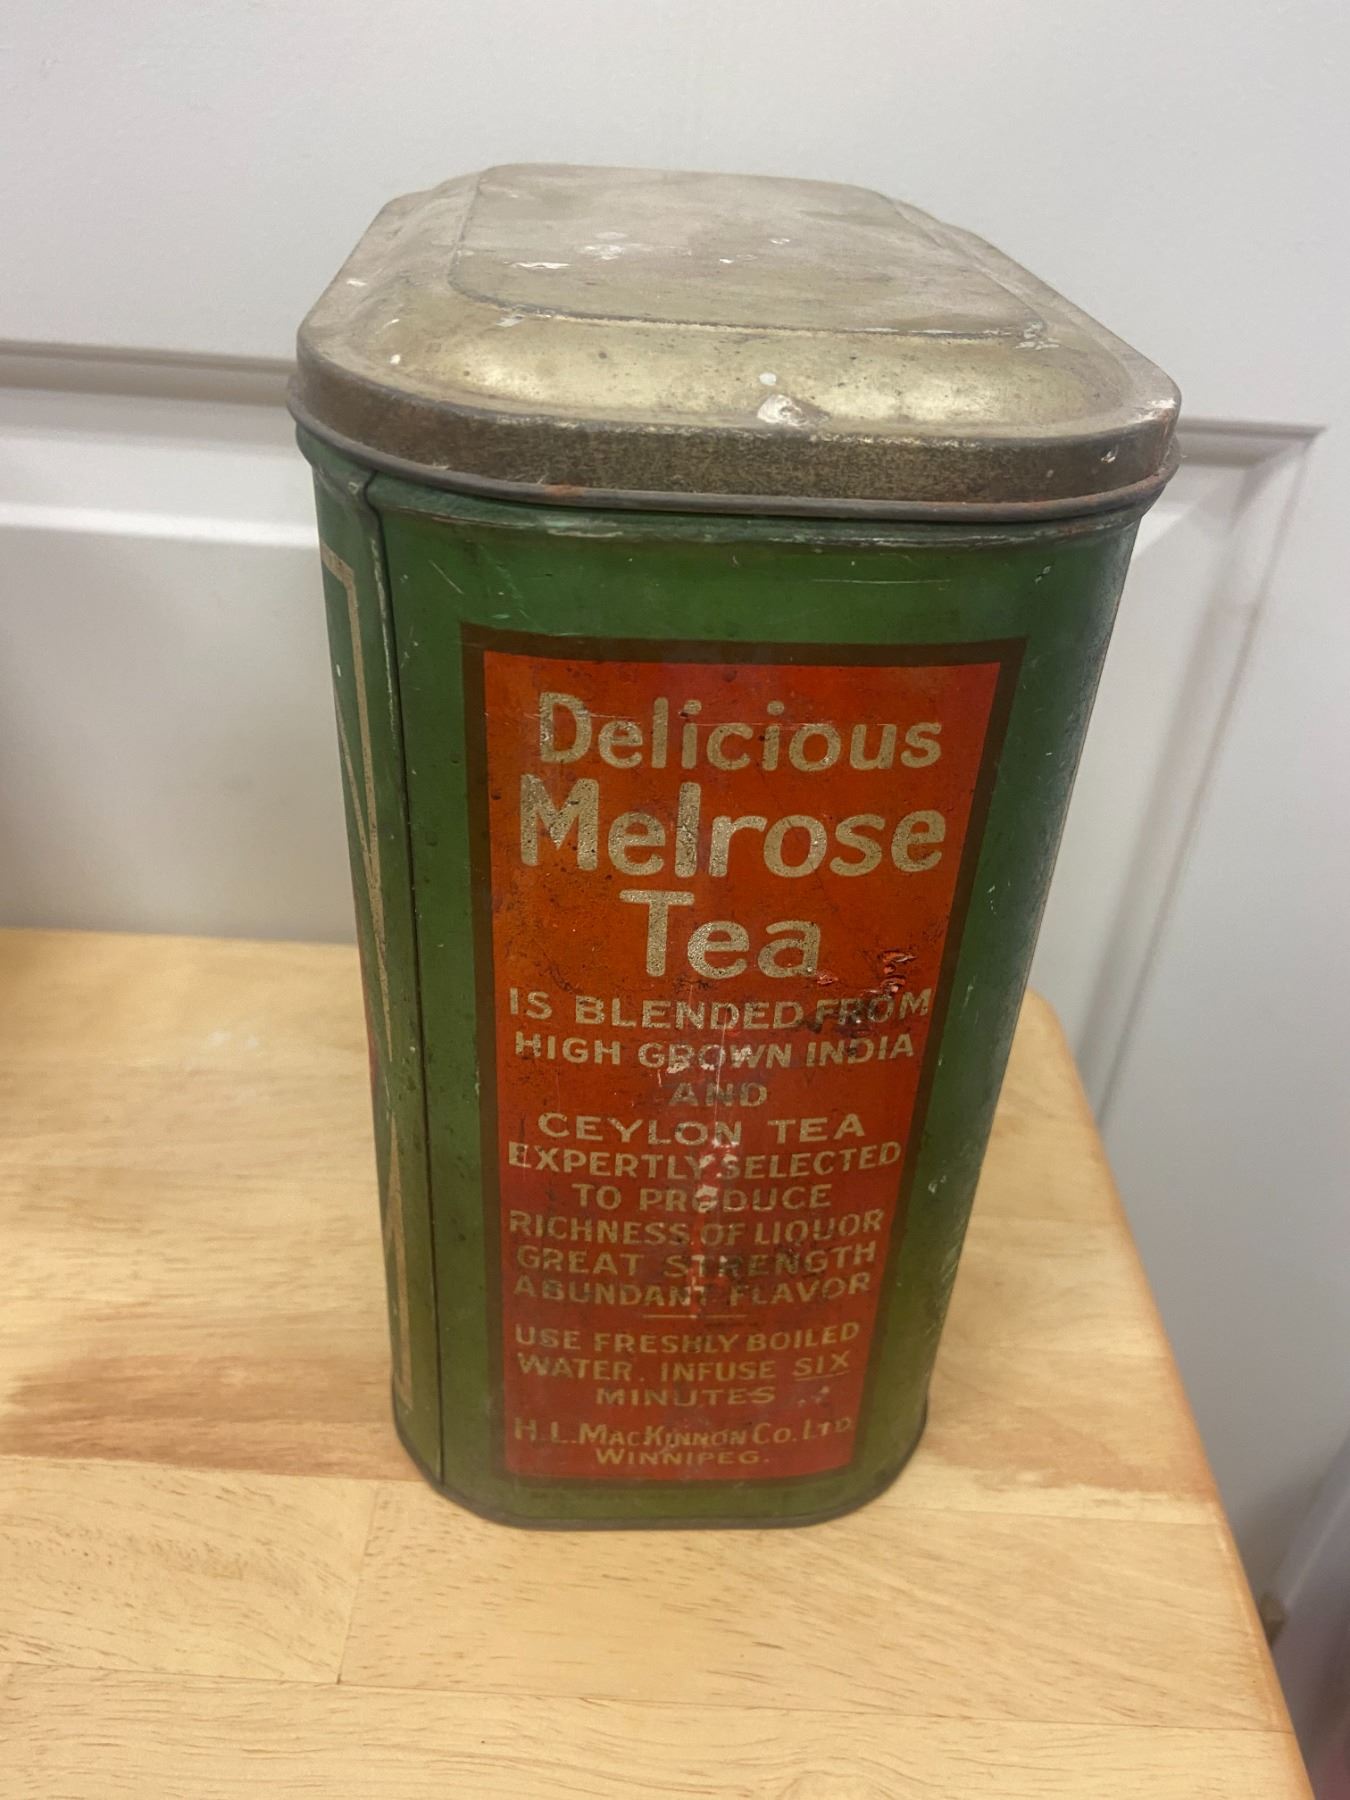 Delicious
Melrose
Tea
IS BLENDED FROM
HIGH GROWN INDIA
AND
CEYLON TEA
EXPERTLY SELECTED
TO PRODUCE
RICHNESS OF LIQUOR
GREAT STRENGTH
ABUNDANT FLAVOR
USE FRESHLY BOILED
WATER. INFUSE SIX
MINUTES
H.L. MACKINNON CO. LTD.
WINNIPEG.